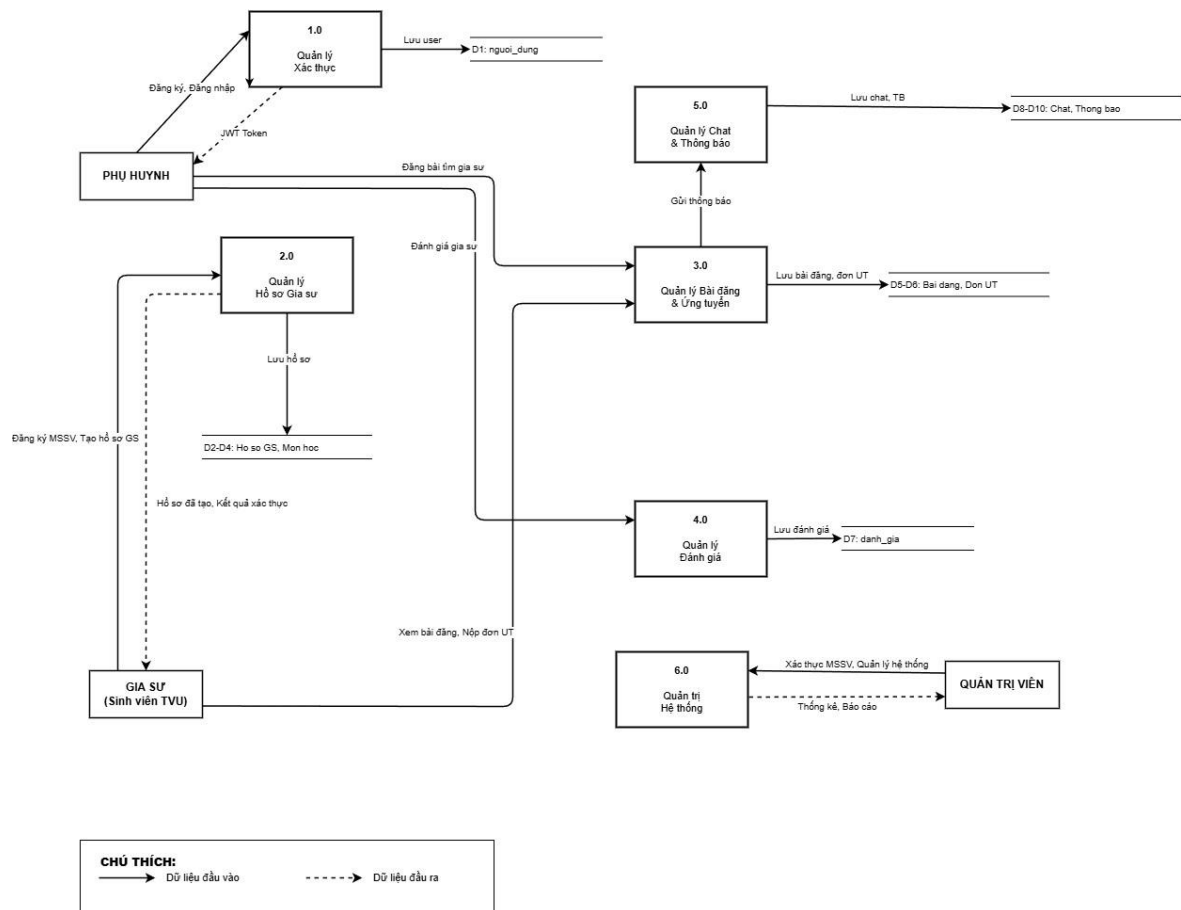 1.0
Quản lý
Xác thực
Lưu user
D1: nguoi_dung
Đăng ký, Đăng nhập
JWT Token
PHỤ HUYNH
5.0
Quản lý Chat
& Thông báo
Lưu chat, TB
D8-D10: Chat, Thong bao
Đăng bài tìm gia sư
Gửi thông báo
Đánh giá gia sư
2.0
Quản lý
Hồ sơ Gia sư
3.0
Quản lý Bài đăng
& Ứng tuyển
Lưu bài đăng, đơn UT
D5-D6: Bai dang, Don UT
Lưu hồ sơ
Đăng ký MSSV, Tạo hồ sơ GS
D2-D4: Ho so GS, Mon hoc
Hồ sơ đã tạo, Kết quả xác thực
4.0
Quản lý
Đánh giá
Lưu đánh giá
D7: danh_gia
Xem bài đăng, Nộp đơn UT
GIA SƯ
(Sinh viên TVU)
6.0
Quản trị
Hệ thống
Xác thực MSSV, Quản lý hệ thống
Thống kê, Báo cáo
QUẢN TRỊ VIÊN
CHÚ THÍCH:
Dữ liệu đầu vào
Dữ liệu đầu ra